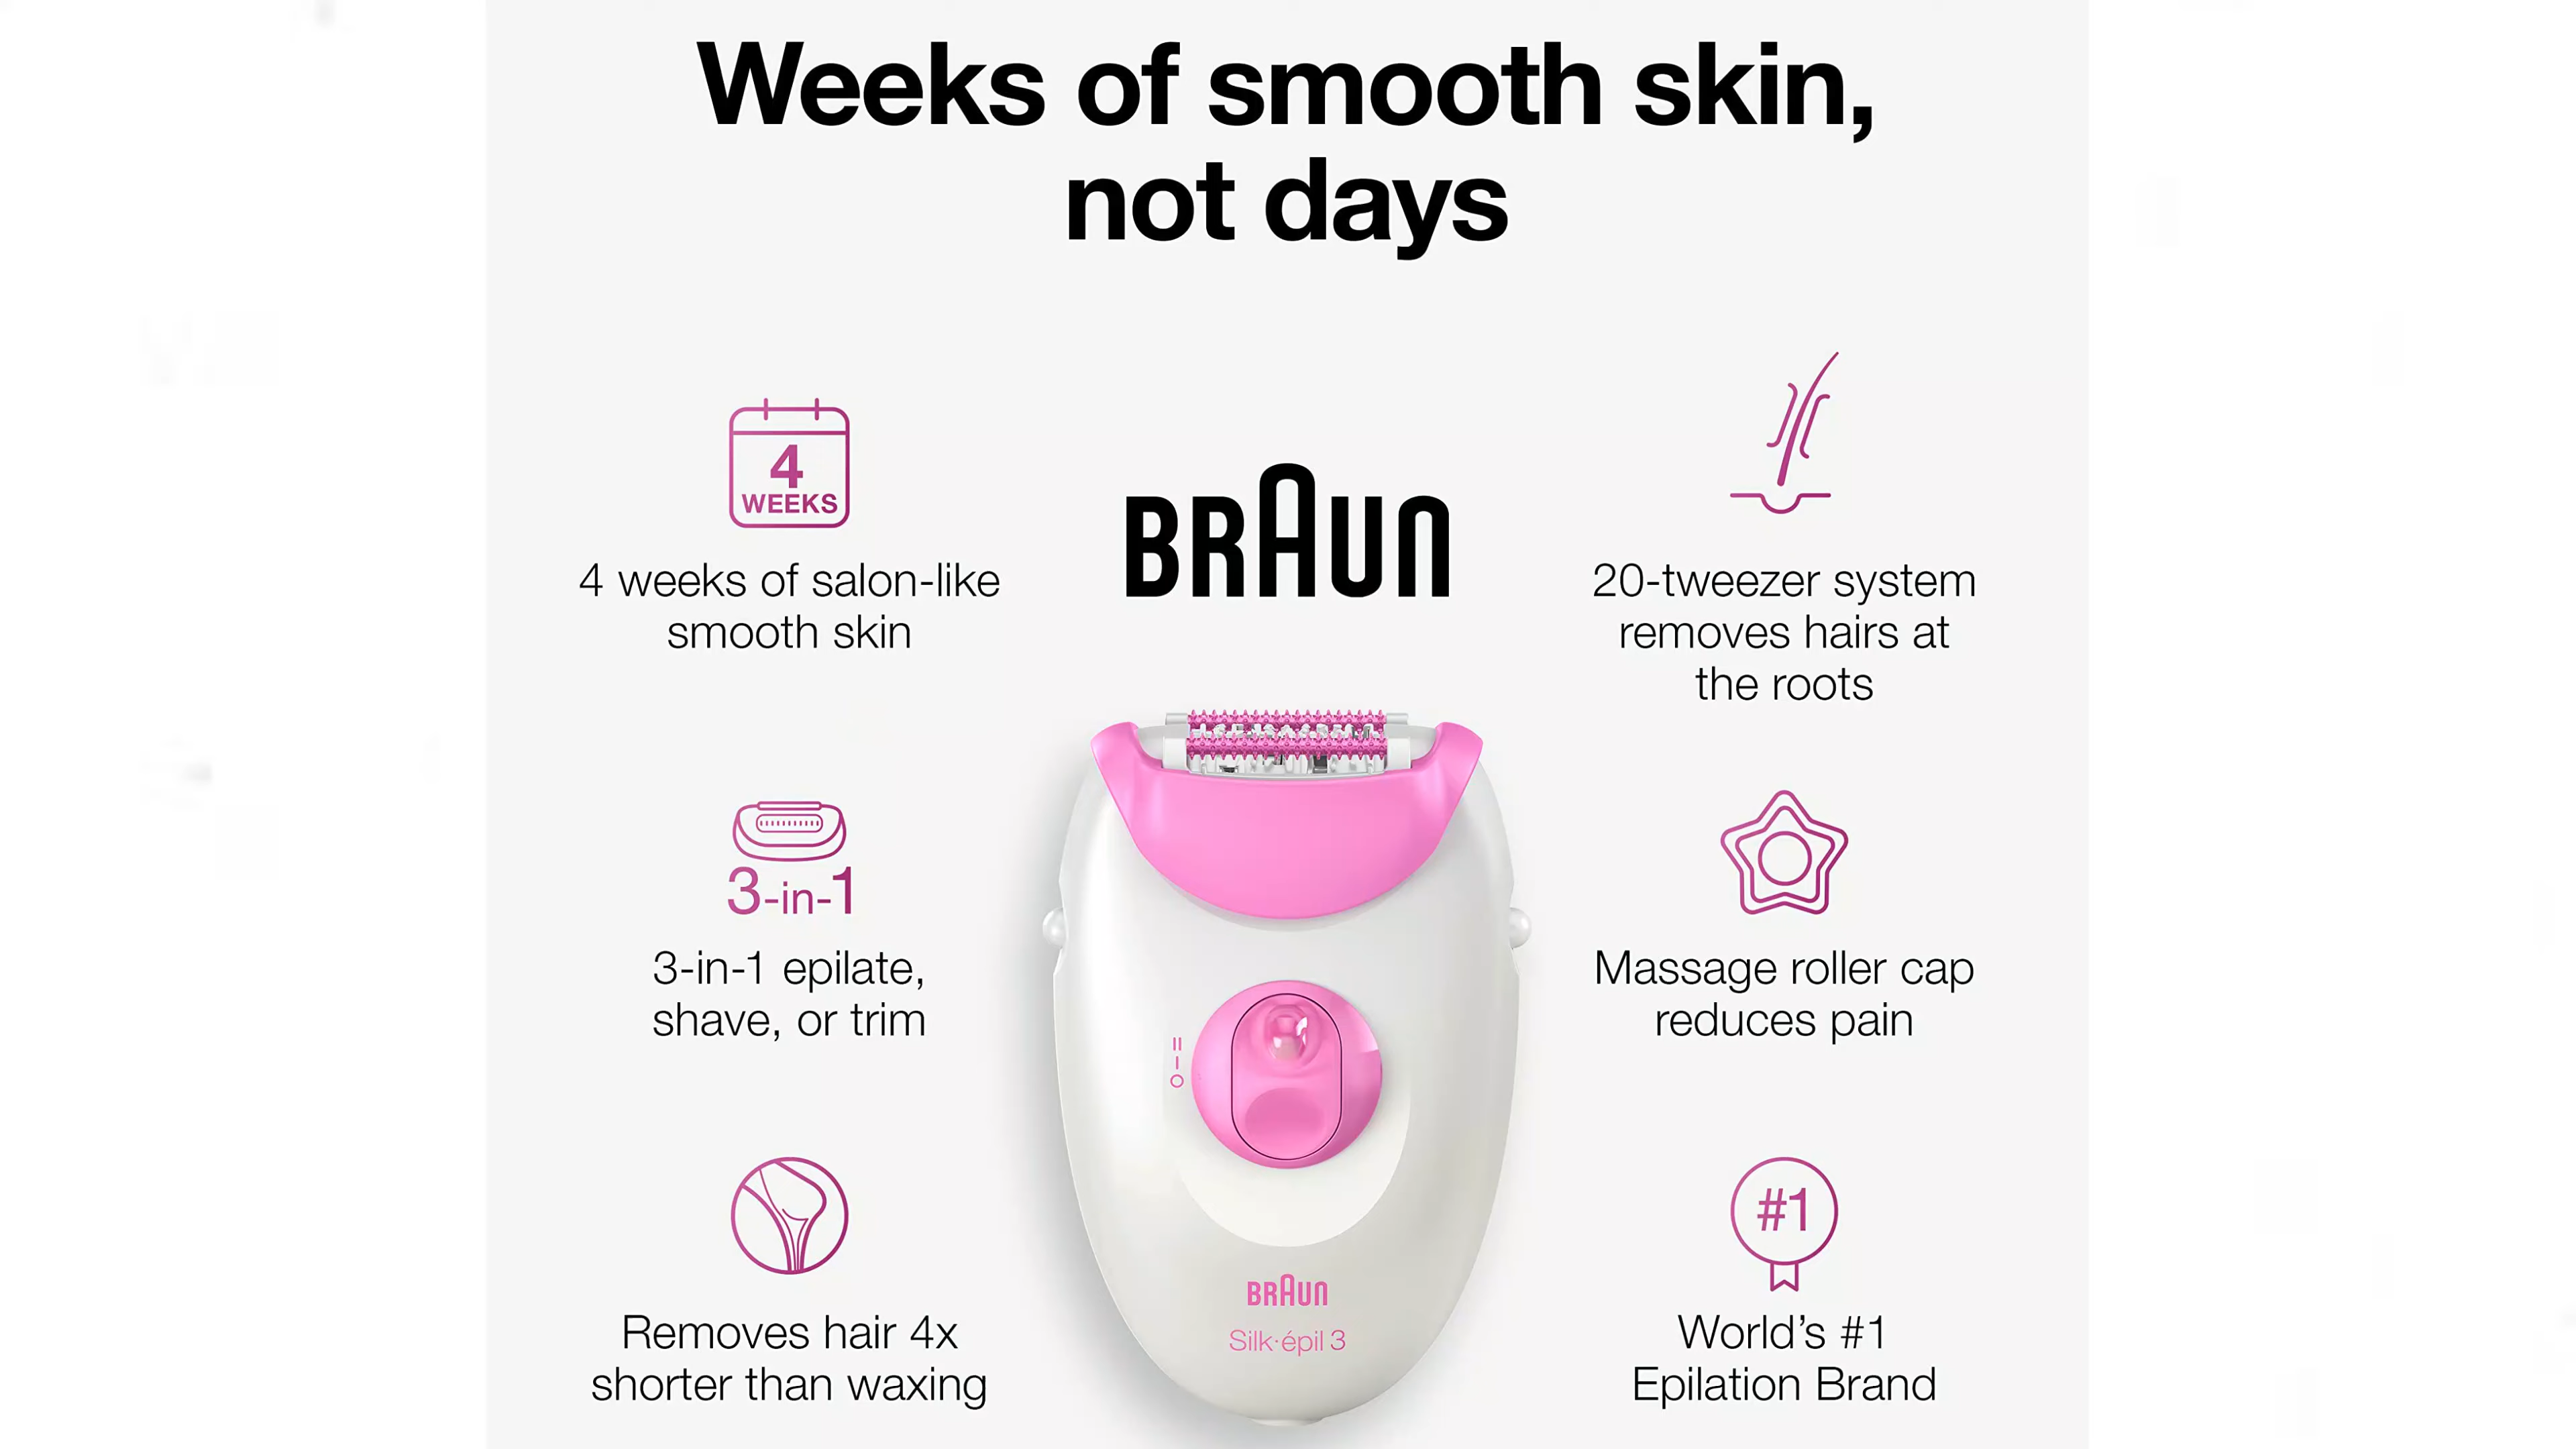 Weeks of smooth skin,
not days
4
WEEKS
4 weeks of salon-like
smooth skin
BRAUN
20-tweezer system
removes hairs at
the roots
3-in-1
3-in-1 epilate,
shave, or trim
Massage roller cap
reduces pain
II
I
O
Removes hair 4x
shorter than waxing
BRAUN
Silk·épil 3
#1
World's #1
Epilation Brand